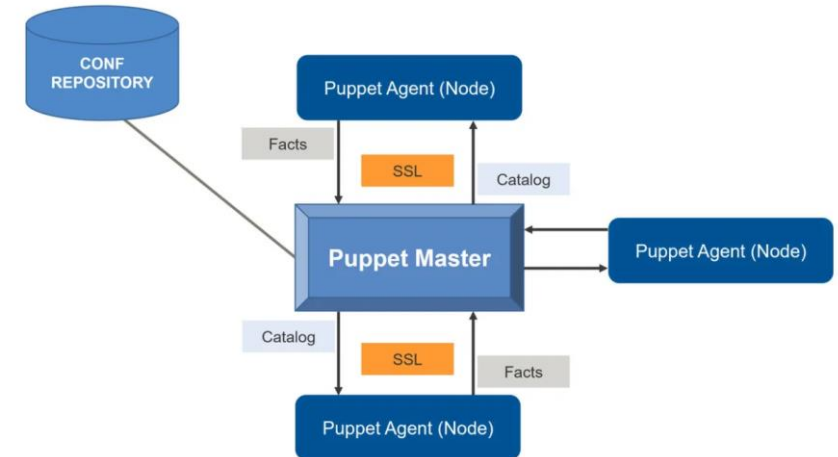 CONF
REPOSITORY
Puppet Agent (Node)
Facts
SSL
Catalog
Puppet Master
Puppet Agent (Node)
Catalog
SSL
Facts
Puppet Agent (Node)